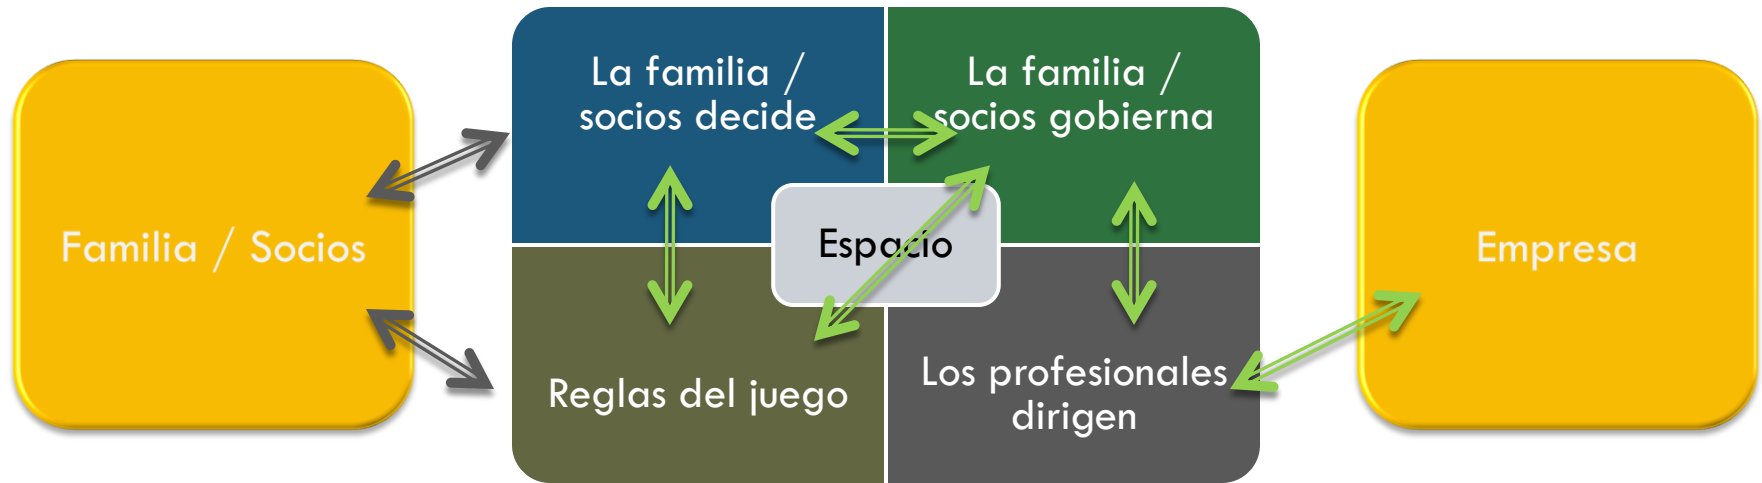 La familia /
socios decide
La familia /
socios gobierna
Familia / Socios
Espacio
Empresa
Reglas del juego
Los profesionales
dirigen